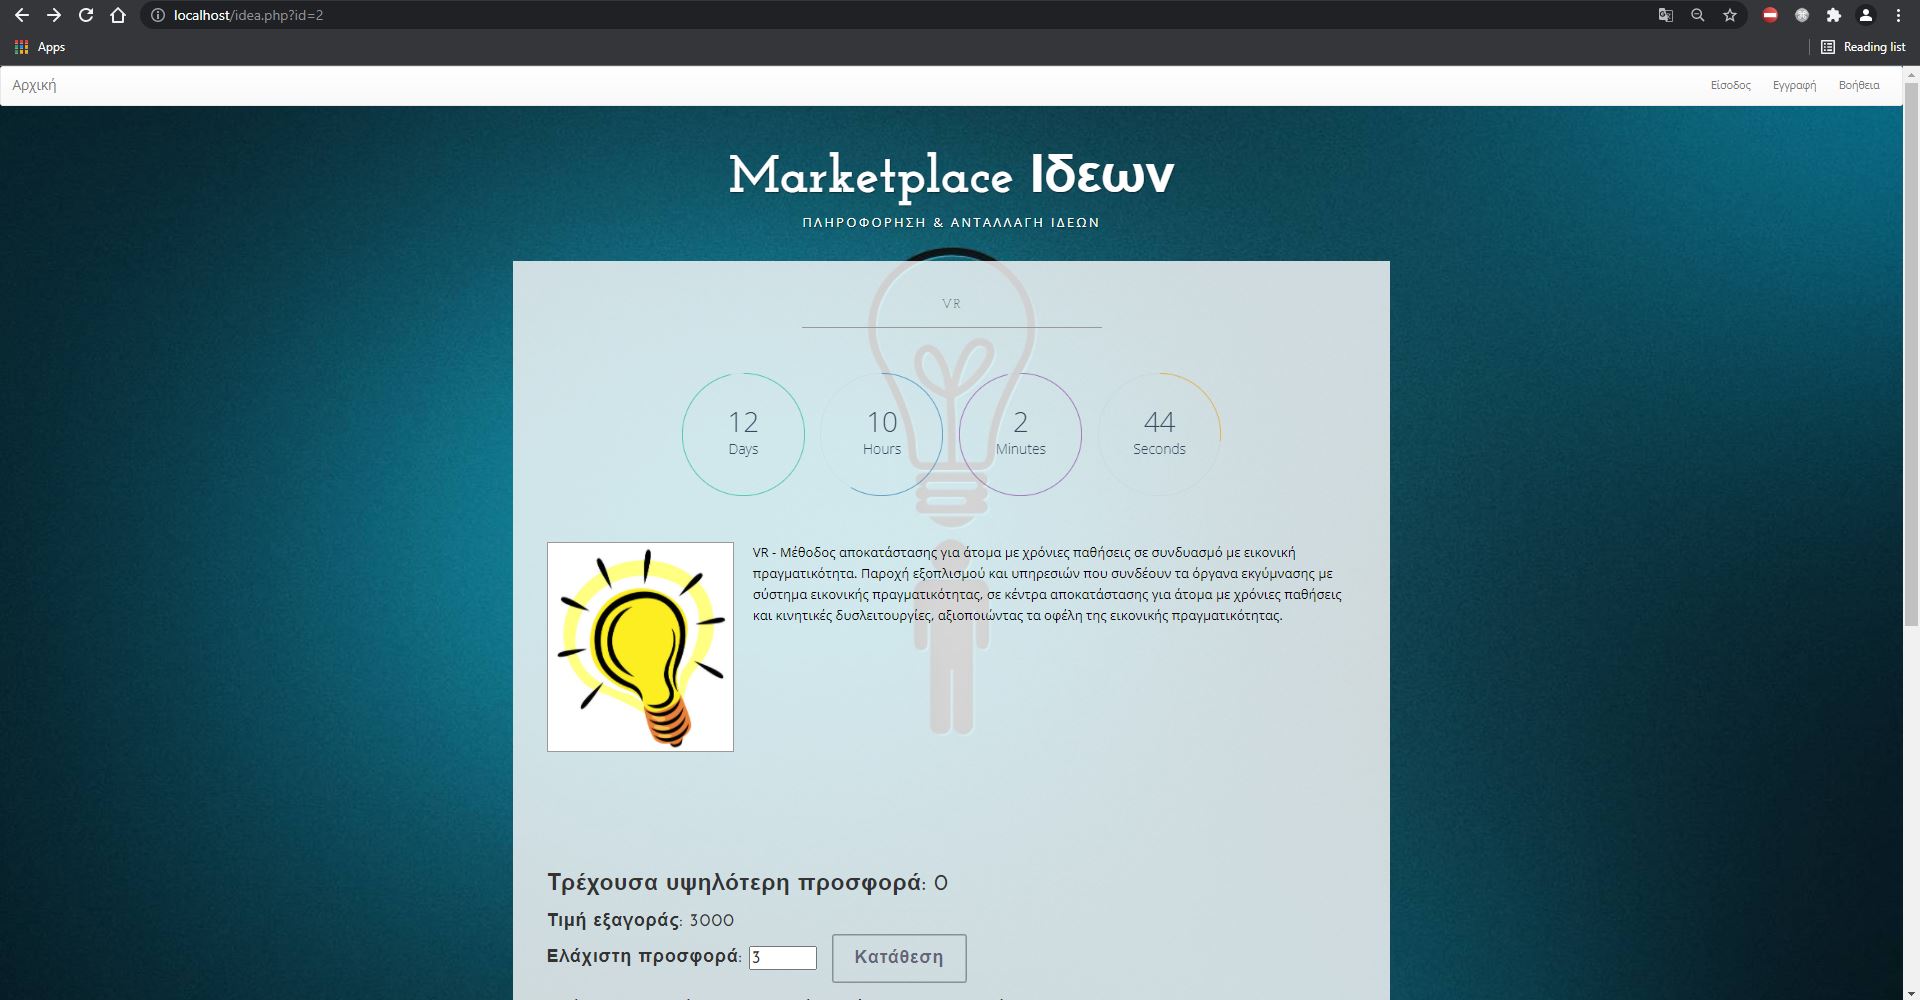 localhost/idea.php?id=2
Apps
Reading list
Αρχική
Είσοδος
Εγγραφή
Βοήθεια
Marketplace Ιδεων
ΠΛΗΡΟΦΟΡΗΣΗ & ΑΝΤΑΛΛΑΓΗ ΙΔΕΩΝ
VR
12
Days
10
Hours
2
Minutes
44
Seconds
VR - Μέθοδος αποκατάστασης για άτομα με χρόνιες παθήσεις σε συνδυασμό με εικονική
πραγματικότητα. Παροχή εξοπλισμού και υπηρεσιών που συνδέουν τα όργανα εκγύμνασης με
σύστημα εικονικής πραγματικότητας, σε κέντρα αποκατάστασης για άτομα με χρόνιες παθήσεις
και κινητικές δυσλειτουργίες, αξιοποιώντας τα οφέλη της εικονικής πραγματικότητας.
Τρέχουσα υψηλότερη προσφορά: 0
Τιμή εξαγοράς: 3000
Ελάχιστη προσφορά: 3 Κατάθεση